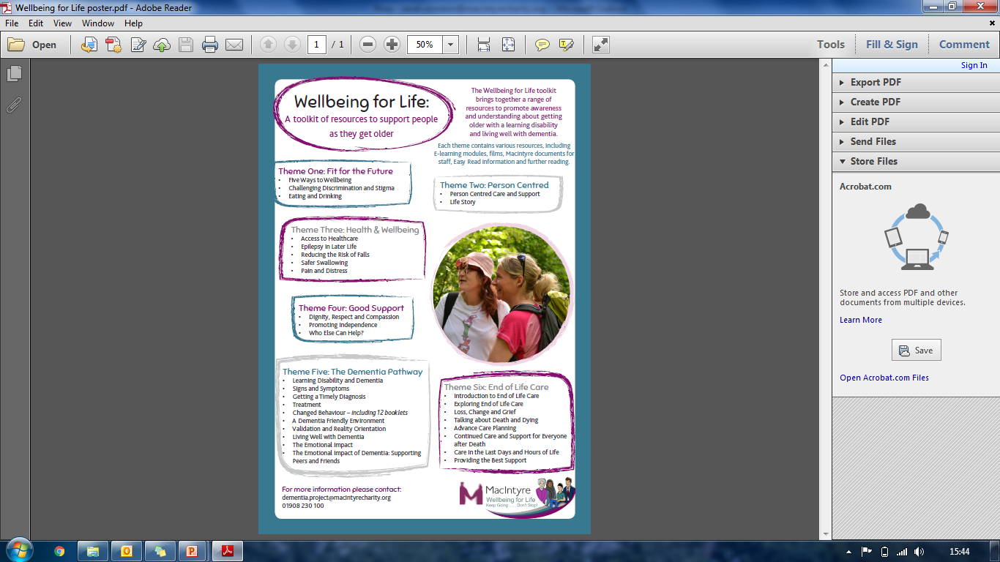 Wellbeing for Life poster.pdf - Adobe Reader
File Edit View Window Help
Open 1 / 1 50% Tools Fill & Sign Comment
Wellbeing for Life:
A toolkit of resources to support people
as they get older
The Wellbeing for Life toolkit
brings together a range of
resources to promote awareness
and understanding about getting
older with a learning disability
and living well with dementia.
Each theme contains various resources, including
E-learning modules, films, MacIntyre documents for
staff, Easy Read information and further reading.
Theme One: Fit for the Future
• Five Ways to Wellbeing
• Challenging Discrimination and Stigma
• Eating and Drinking
Theme Two: Person Centred
• Person Centred Care and Support
• Life Story
Theme Three: Health & Wellbeing
• Access to Healthcare
• Epilepsy in Later Life
• Reducing the Risk of Falls
• Safer Swallowing
• Pain and Distress
Theme Four: Good Support
• Dignity, Respect and Compassion
• Promoting Independence
• Who Else Can Help?
Theme Five: The Dementia Pathway
• Learning Disability and Dementia
• Signs and Symptoms
• Getting a Timely Diagnosis
• Treatment
• Changed Behaviour – including 12 booklets
• A Dementia Friendly Environment
• Validation and Reality Orientation
• Living Well with Dementia
• The Emotional Impact
• The Emotional Impact of Dementia: Supporting
Peers and Friends
Theme Six: End of Life Care
• Introduction to End of Life Care
• Exploring End of Life Care
• Loss, Change and Grief
• Talking about Death and Dying
• Advance Care Planning
• Continued Care and Support for Everyone
after Death
• Care in the Last Days and Hours of Life
• Providing the Best Support
For more information please contact:
dementia.project@macintyrecharity.org
01908 230 100
MacIntyre
Wellbeing for Life
Keep Going ......Don't Stop!
Sign In
Export PDF
Create PDF
Edit PDF
Send Files
Store Files
Acrobat.com
Store and access PDF and other
documents from multiple devices.
Learn More
Save
Open Acrobat.com Files
15:44